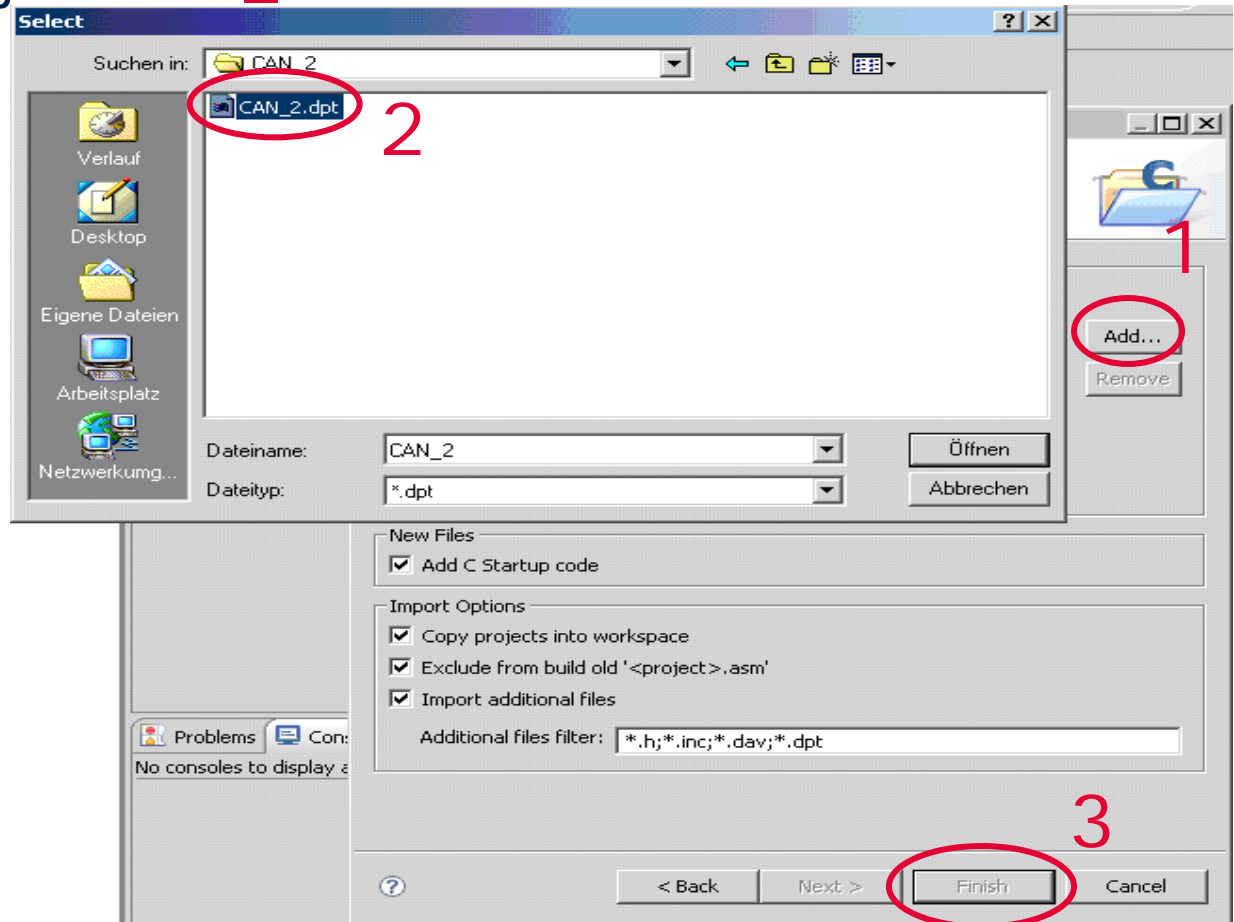 Select
Suchen in:
CAN_2
CAN_2.dpt
2
Verlauf
Desktop
Eigene Dateien
Arbeitsplatz
Netzwerkumg...
Dateiname:
CAN_2
Öffnen
Dateityp:
*.dpt
Abbrechen
C
1
Add...
Remove
New Files
Add C Startup code
Import Options
Copy projects into workspace
Exclude from build old '<project>.asm'
Import additional files
Additional files filter:
*.h;*.inc;*.dav;*.dpt
Problems
No consoles to display
3
< Back
Next >
Finish
Cancel